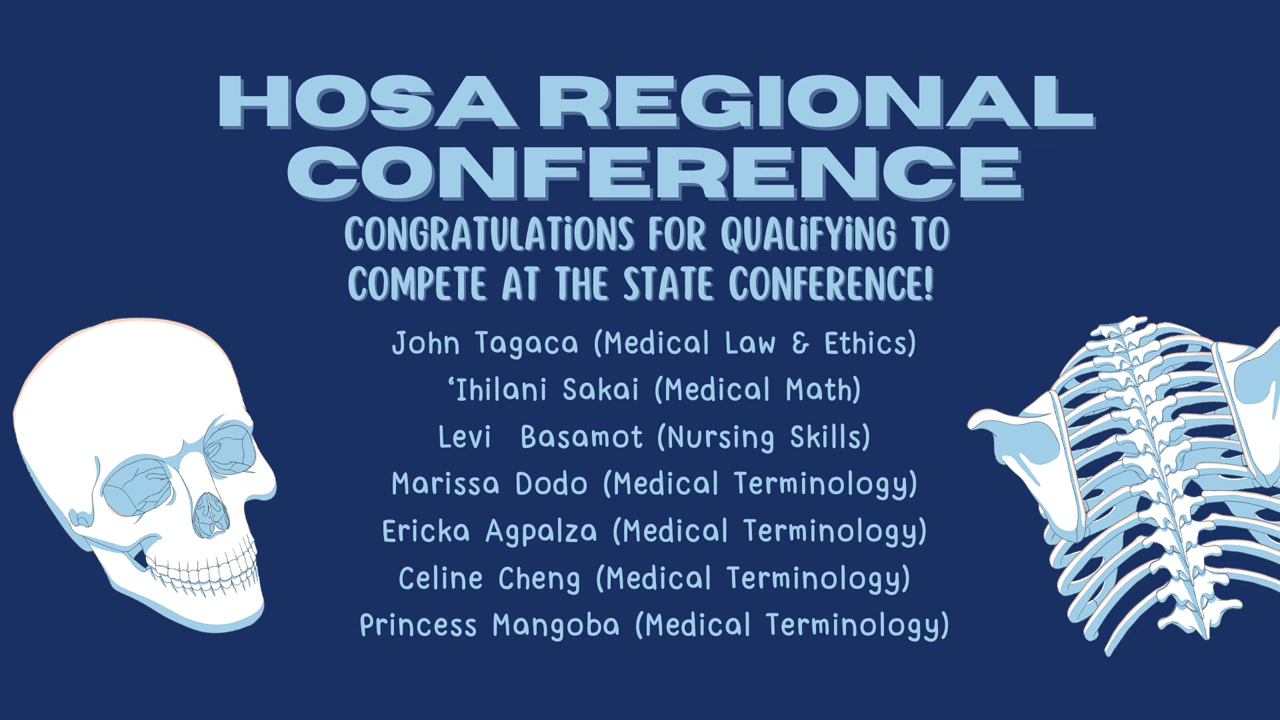 HOSA REGIONAL
CONFERENCE
CONGRATULATiONS FOR QUALiFYiNG TO
COMPETE AT THE STATE CONFERENCE!
John Tagaca (Medical Law & Ethics)
‘Ihilani Sakai (Medical Math)
Levi  Basamot (Nursing Skills)
Marissa Dodo (Medical Terminology)
Ericka Agpalza (Medical Terminology)
Celine Cheng (Medical Terminology)
Princess Mangoba (Medical Terminology)